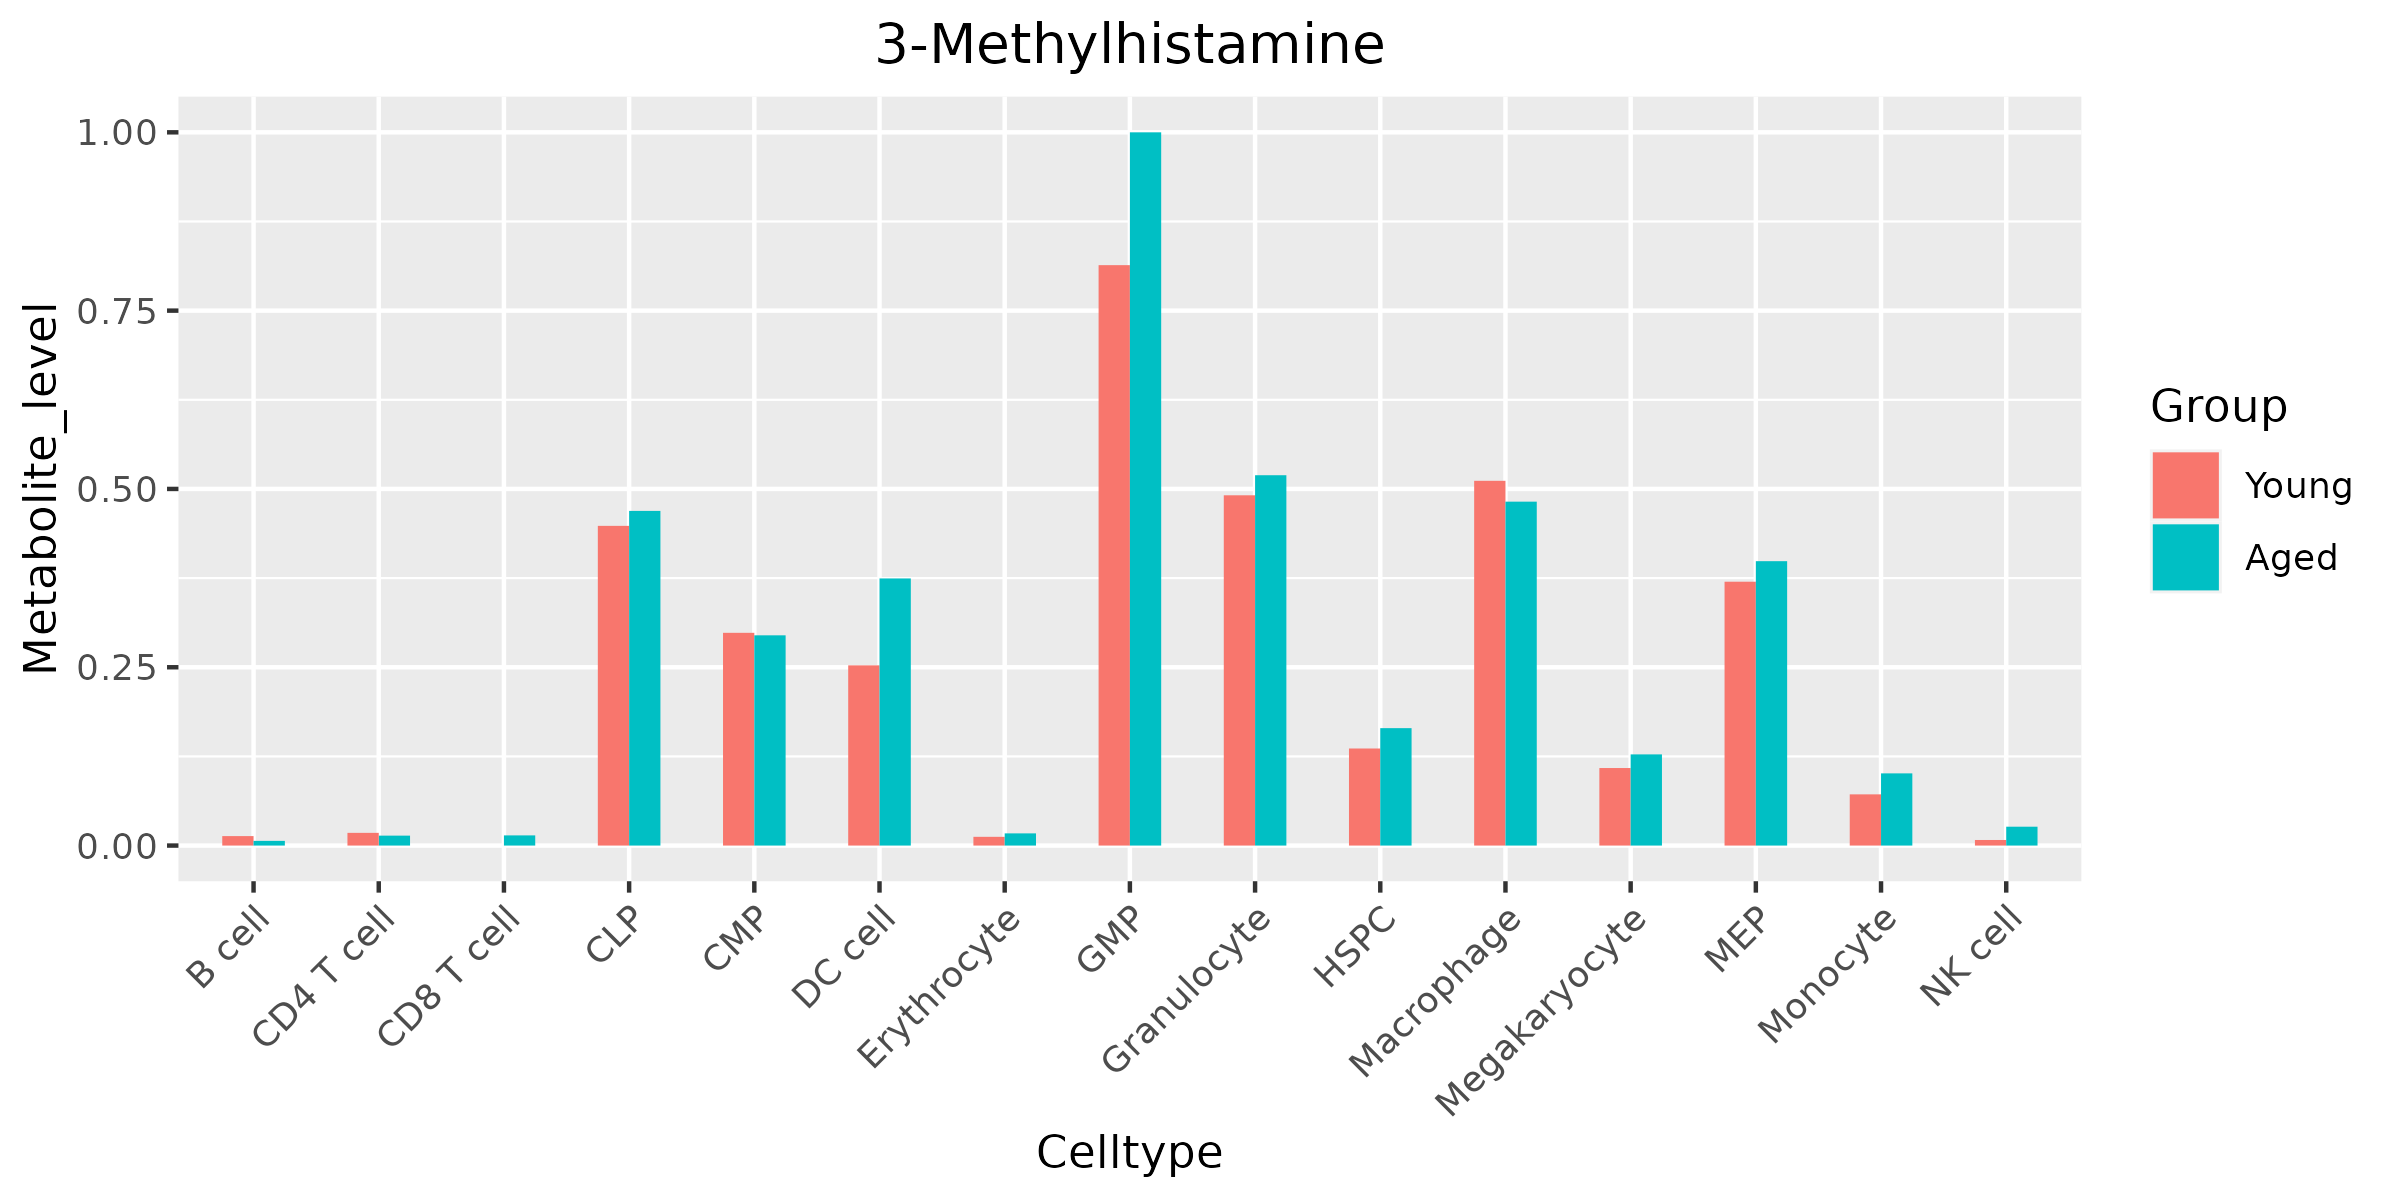 3-Methylhistamine
Metabolite_level
1.00
0.75
0.50
0.25
0.00
B cell
CD4 T cell
CD8 T cell
CLP
CMP
DC cell
Erythrocyte
GMP
Granulocyte
HSPC
Macrophage
Megakaryocyte
MEP
Monocyte
NK cell
Celltype
Group
Young
Aged